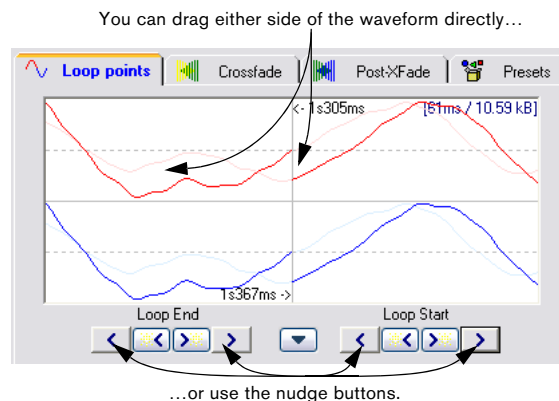 You can drag either side of the waveform directly…
Loop points Crossfade Post-XFade Presets
<- 1s305ms [61ms / 10.59 kB]
1s367ms ->
Loop End Loop Start
…or use the nudge buttons.